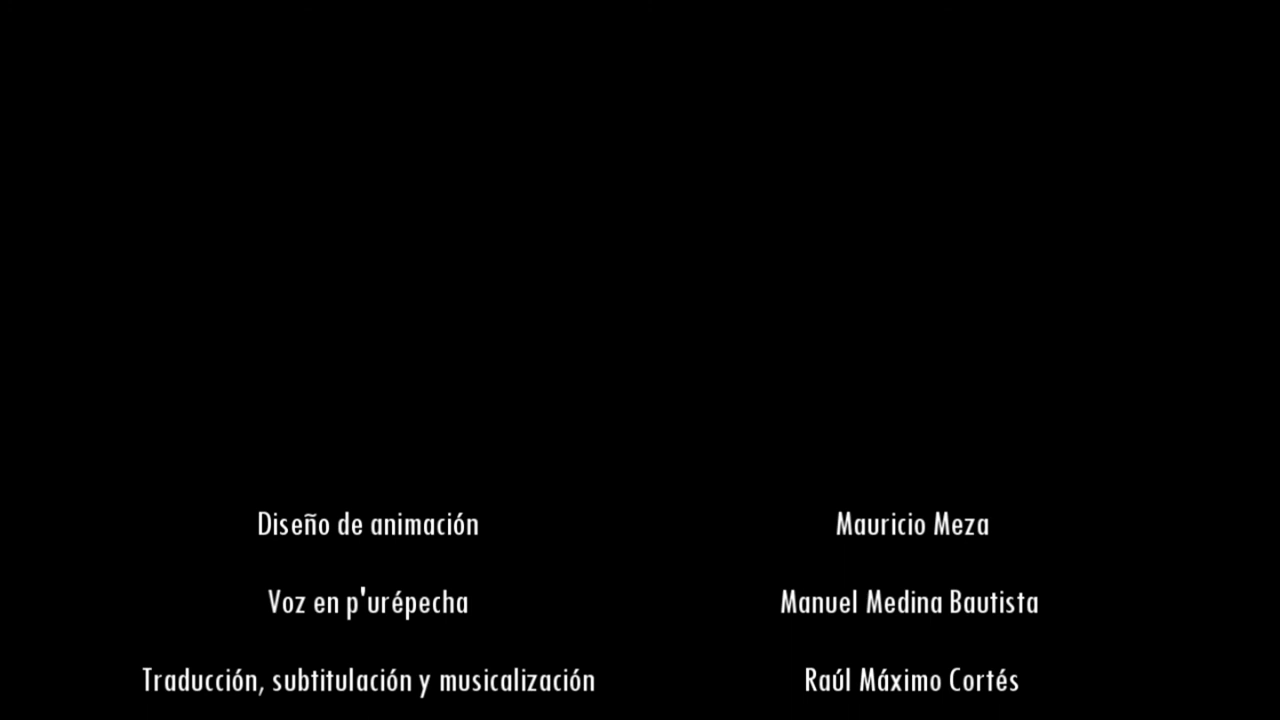 Diseño de animación Mauricio Meza
Voz en p'urépecha Manuel Medina Bautista
Traducción, subtitulación y musicalización Raúl Máximo Cortés